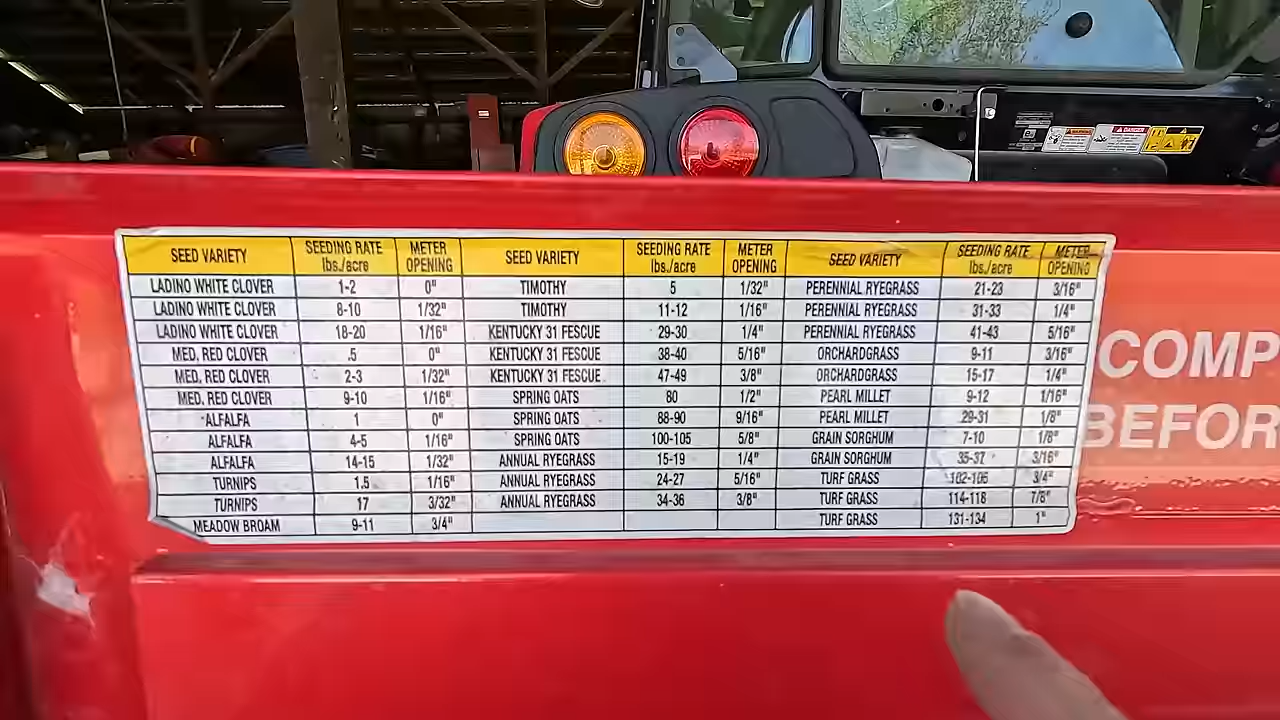 SEED VARIETY SEEDING RATE lbs./acre METER OPENING SEED VARIETY SEEDING RATE lbs./acre METER OPENING SEED VARIETY SEEDING RATE lbs./acre METER OPENING
LADINO WHITE CLOVER 1-2 0" TIMOTHY 5 1/32" PERENNIAL RYEGRASS 21-23 3/16"
LADINO WHITE CLOVER 8-10 1/32" TIMOTHY 11-12 1/16" PERENNIAL RYEGRASS 31-33 1/4"
LADINO WHITE CLOVER 18-20 1/16" KENTUCKY 31 FESCUE 29-30 1/4" PERENNIAL RYEGRASS 41-43 5/16"
MED. RED CLOVER .5 0" KENTUCKY 31 FESCUE 38-40 5/16" ORCHARDGRASS 9-11 3/16"
MED. RED CLOVER 2-3 1/32" KENTUCKY 31 FESCUE 47-49 3/8" ORCHARDGRASS 15-17 1/4"
MED. RED CLOVER 9-10 1/16" SPRING OATS 80 1/2" PEARL MILLET 9-12 1/16"
ALFALFA 1 0" SPRING OATS 88-90 9/16" PEARL MILLET 29-31 1/8"
ALFALFA 4-5 1/16" SPRING OATS 100-105 5/8" GRAIN SORGHUM 7-10 1/8"
ALFALFA 14-15 1/32" ANNUAL RYEGRASS 15-19 1/4" GRAIN SORGHUM 35-37 3/16"
TURNIPS 1.5 1/16" ANNUAL RYEGRASS 24-27 5/16" TURF GRASS 102-106 3/4"
TURNIPS 17 3/32" ANNUAL RYEGRASS 34-36 3/8" TURF GRASS 114-118 7/8"
MEADOW BROAM 9-11 3/4" TURF GRASS 131-134 1"
COMP
BEFOR